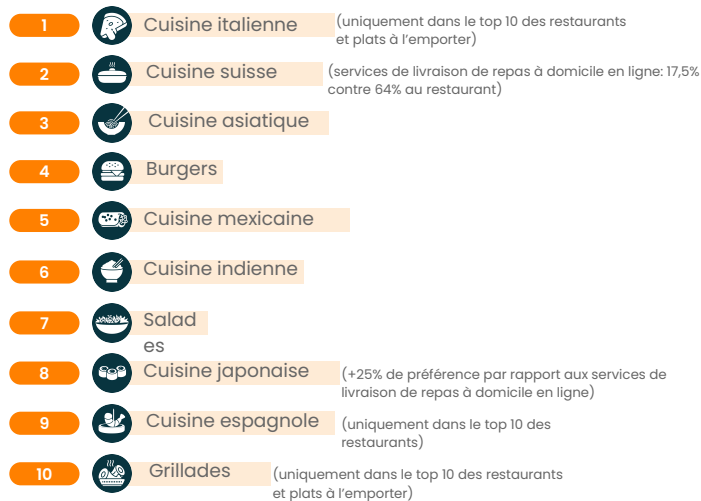 1 Cuisine italienne (uniquement dans le top 10 des restaurants
et plats à l’emporter)
2 Cuisine suisse (services de livraison de repas à domicile en ligne: 17,5%
contre 64% au restaurant)
3 Cuisine asiatique
4 Burgers
5 Cuisine mexicaine
6 Cuisine indienne
7 Salad
es
8 Cuisine japonaise (+25% de préférence par rapport aux services de
livraison de repas à domicile en ligne)
9 Cuisine espagnole (uniquement dans le top 10 des
restaurants)
10 Grillades (uniquement dans le top 10 des restaurants
et plats à l’emporter)